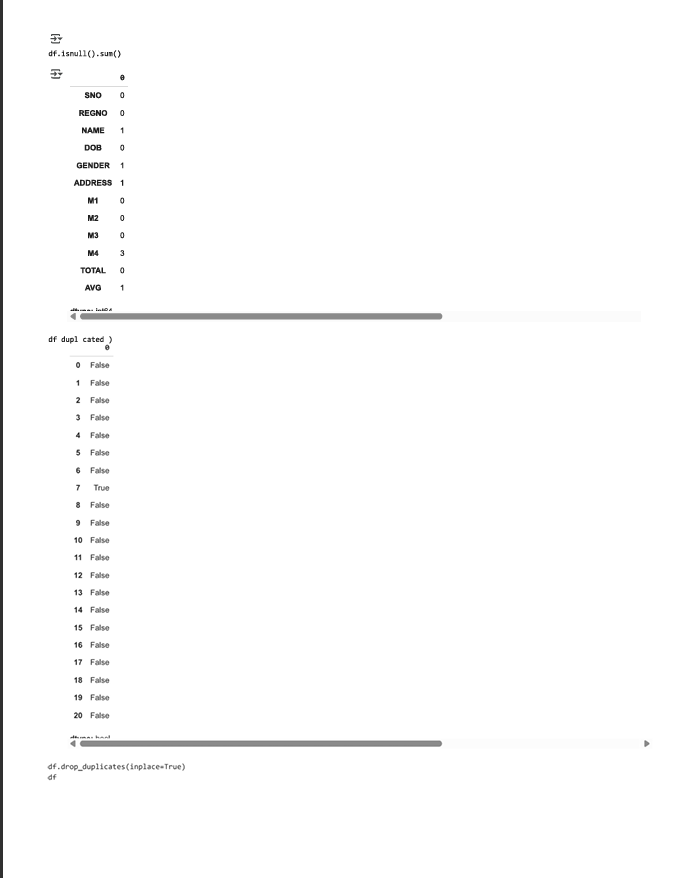 df.isnull().sum()
0
SNO 0
REGNO 0
NAME 1
DOB 0
GENDER 1
ADDRESS 1
M1 0
M2 0
M3 0
M4 3
TOTAL 0
AVG 1
df dupl cated )
0
0 False
1 False
2 False
3 False
4 False
5 False
6 False
7 True
8 False
9 False
10 False
11 False
12 False
13 False
14 False
15 False
16 False
17 False
18 False
19 False
20 False
df.drop_duplicates(inplace=True)
df